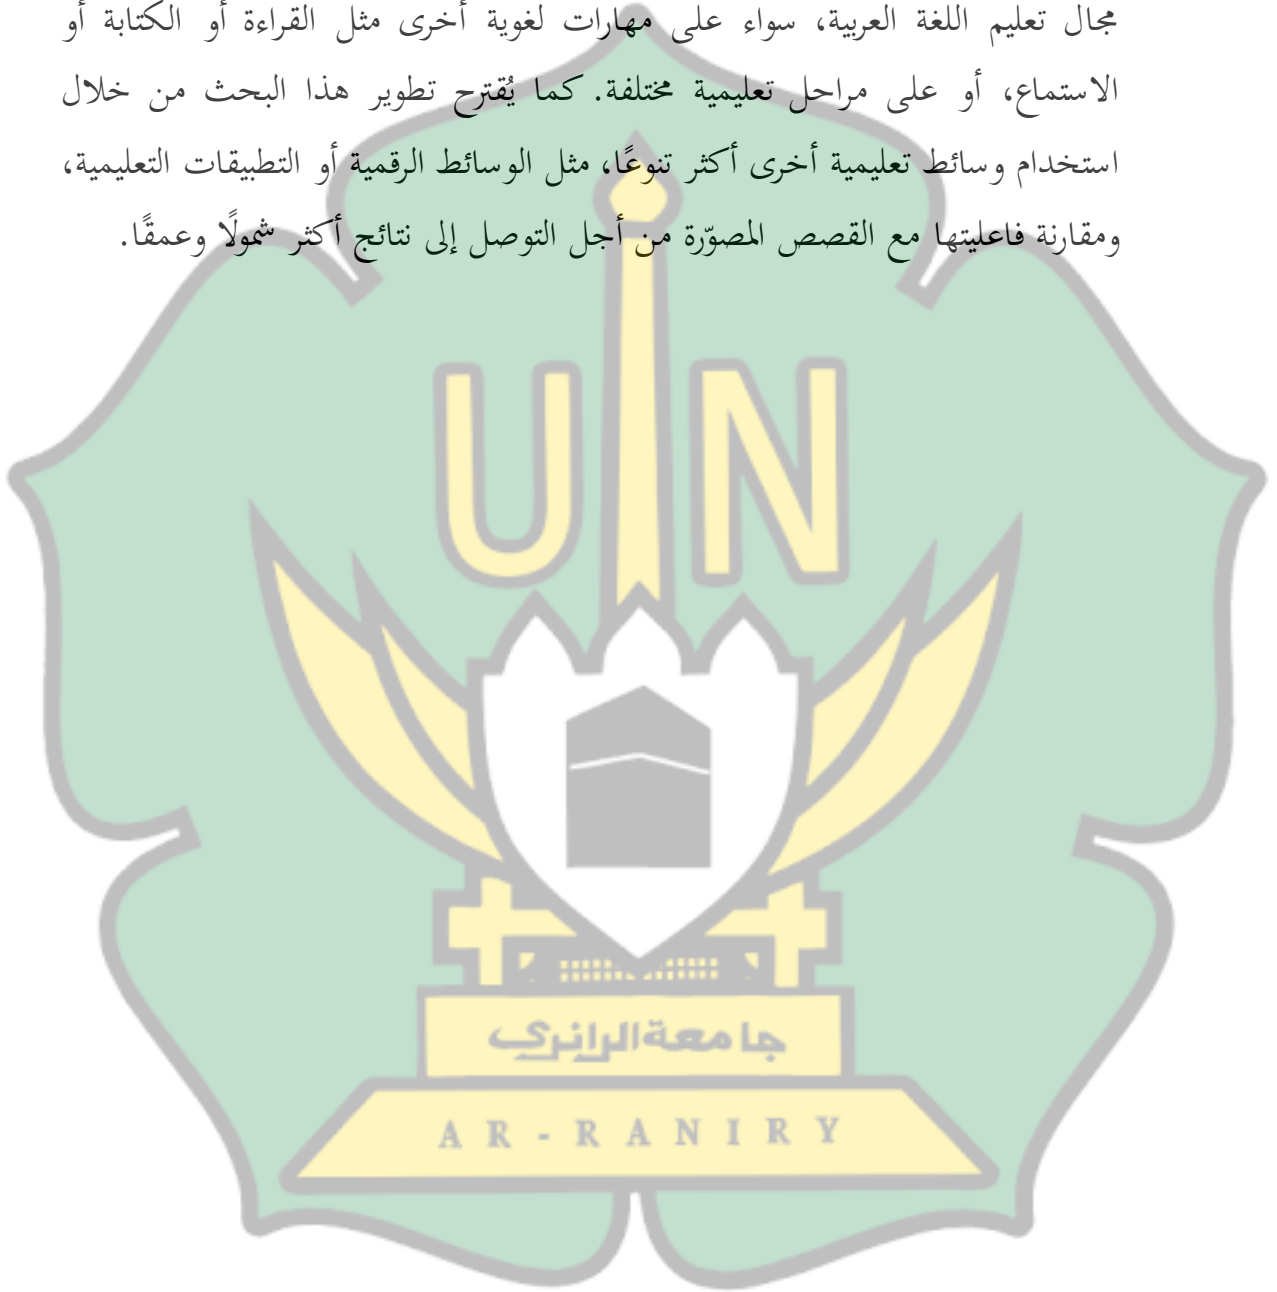 مجال تعليم اللغة العربية، سواء على مهارات لغوية أخرى مثل القراءة أو الكتابة أو
الاستماع، أو على مراحل تعليمية مختلفة. كما يُقترح تطوير هذا البحث من خلال
استخدام وسائط تعليمية أخرى أكثر تنوعًا، مثل الوسائط الرقمية أو التطبيقات التعليمية،
ومقارنة فاعليتها مع القصص المصوّرة من أجل التوصل إلى نتائج أكثر شمولًا وعمقًا.
UIN
جامعة الرانري
AR-RANIRY